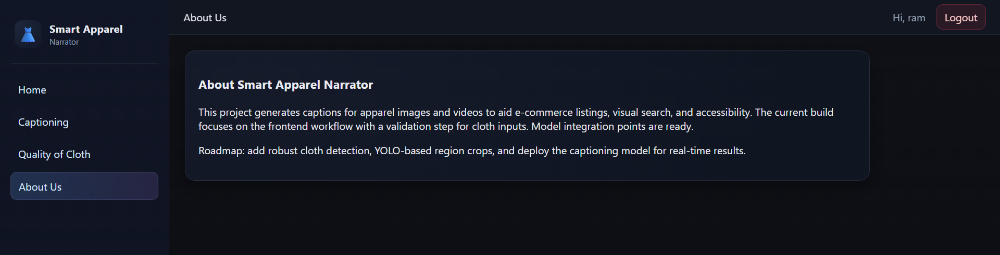 Smart Apparel
Narrator
Home
Captioning
Quality of Cloth
About Us
About Us
Hi, ram
Logout
About Smart Apparel Narrator
This project generates captions for apparel images and videos to aid e-commerce listings, visual search, and accessibility. The current build
focuses on the frontend workflow with a validation step for cloth inputs. Model integration points are ready.
Roadmap: add robust cloth detection, YOLO-based region crops, and deploy the captioning model for real-time results.